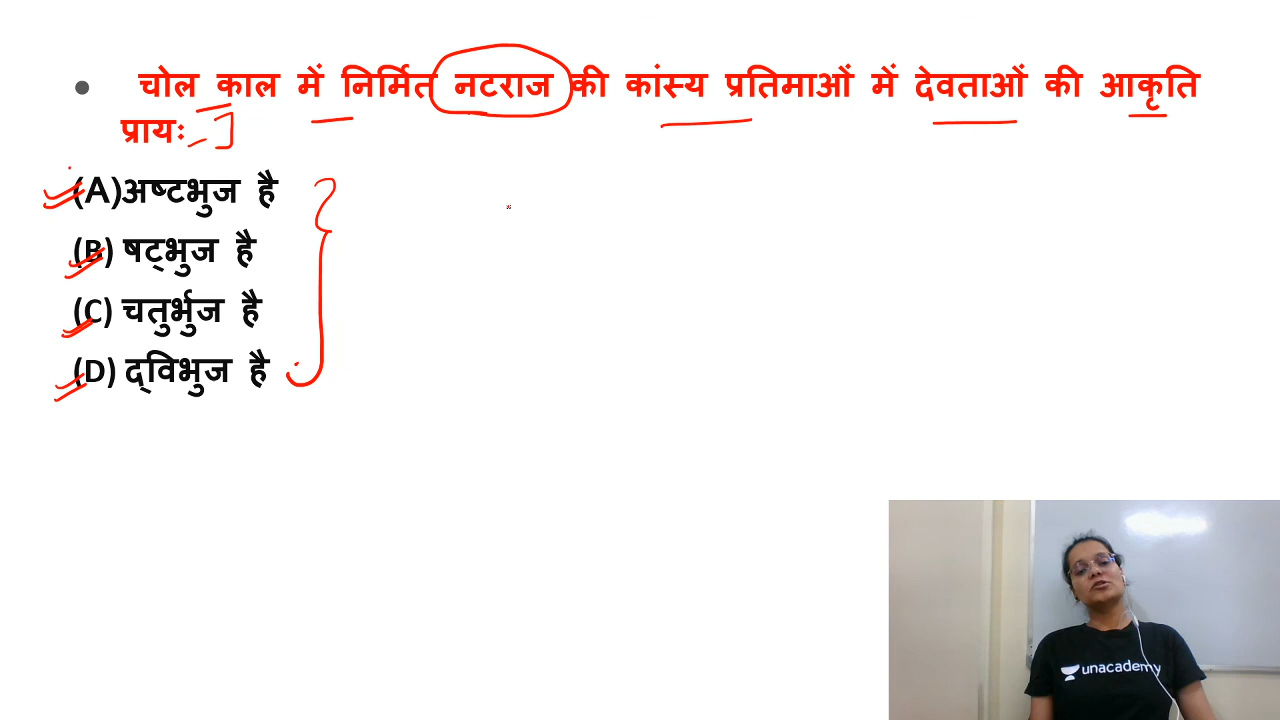 ● चोल काल में निर्मित नटराज की कांस्य प्रतिमाओं में देवताओं की आकृति
प्रायः
(A)अष्टभुज है
(B) षट्भुज है
(C) चतुर्भुज है
(D) द्विभुज है
unacademy